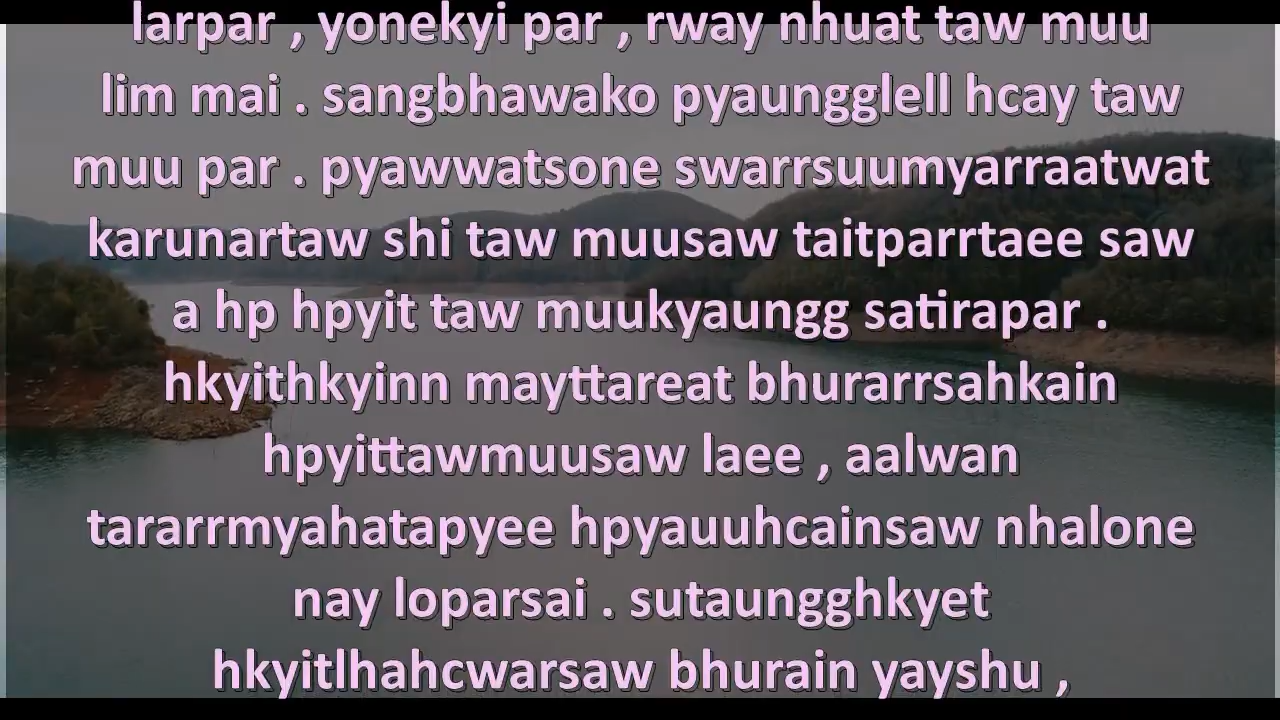 larpar , yonekyi par , rway nhuat taw muu
lim mai . sangbhawako pyaungglell hcay taw
muu par . pyawwatsone swarrsuumyarraatwat
karunartaw shi taw muusaw taitparrtaee saw
a hp hpyit taw muukyaungg satirapar .
hkyithkyinn mayttareat bhurarrsahkain
hpyittawmuusaw laee , aalwan
tararrmyahatapyee hpyauuhcainsaw nhalone
nay loparsai . sutaungghkyet
hkyitlhahcwarsaw bhurain yayshu ,